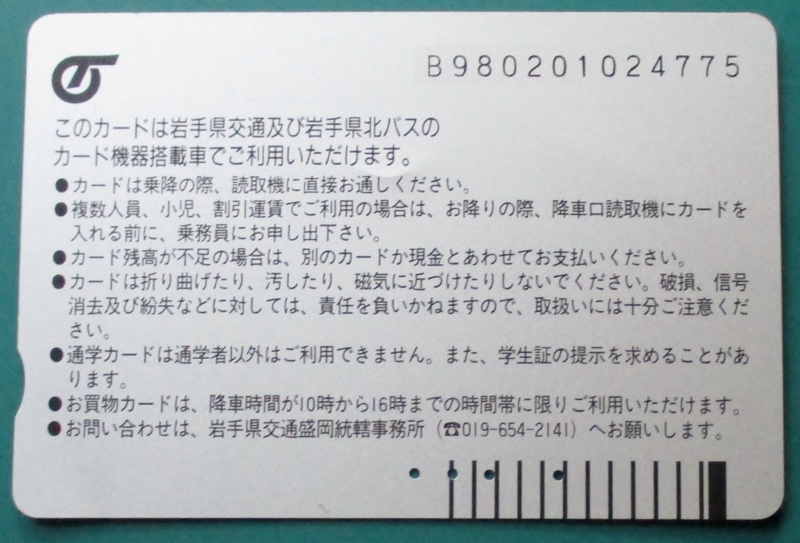 B980201024775
このカードは岩手県交通及び岩手県北バスの
カード機器搭載車でご利用いただけます。
●カードは乗降の際、読取機に直接お通しください。
●複数人員、小児、割引運賃でご利用の場合は、お降りの際、降車口読取機にカードを
入れる前に、乗務員にお申し出下さい。
●カード残高が不足の場合は、別のカードか現金とあわせてお支払いください。
●カードは折り曲げたり、汚したり、磁気に近づけたりしないでください。破損、信号
消去及び紛失などに対しては、責任を負いかねますので、取扱いには十分ご注意くだ
さい。
●通学カードは通学者以外はご利用できません。また、学生証の提示を求めることがあ
ります。
●お買物カードは、降車時間が10時から16時までの時間帯に限りご利用いただけます。
●お問い合わせは、岩手県交通盛岡統轄事務所（☎019-654-2141）へお願いします。